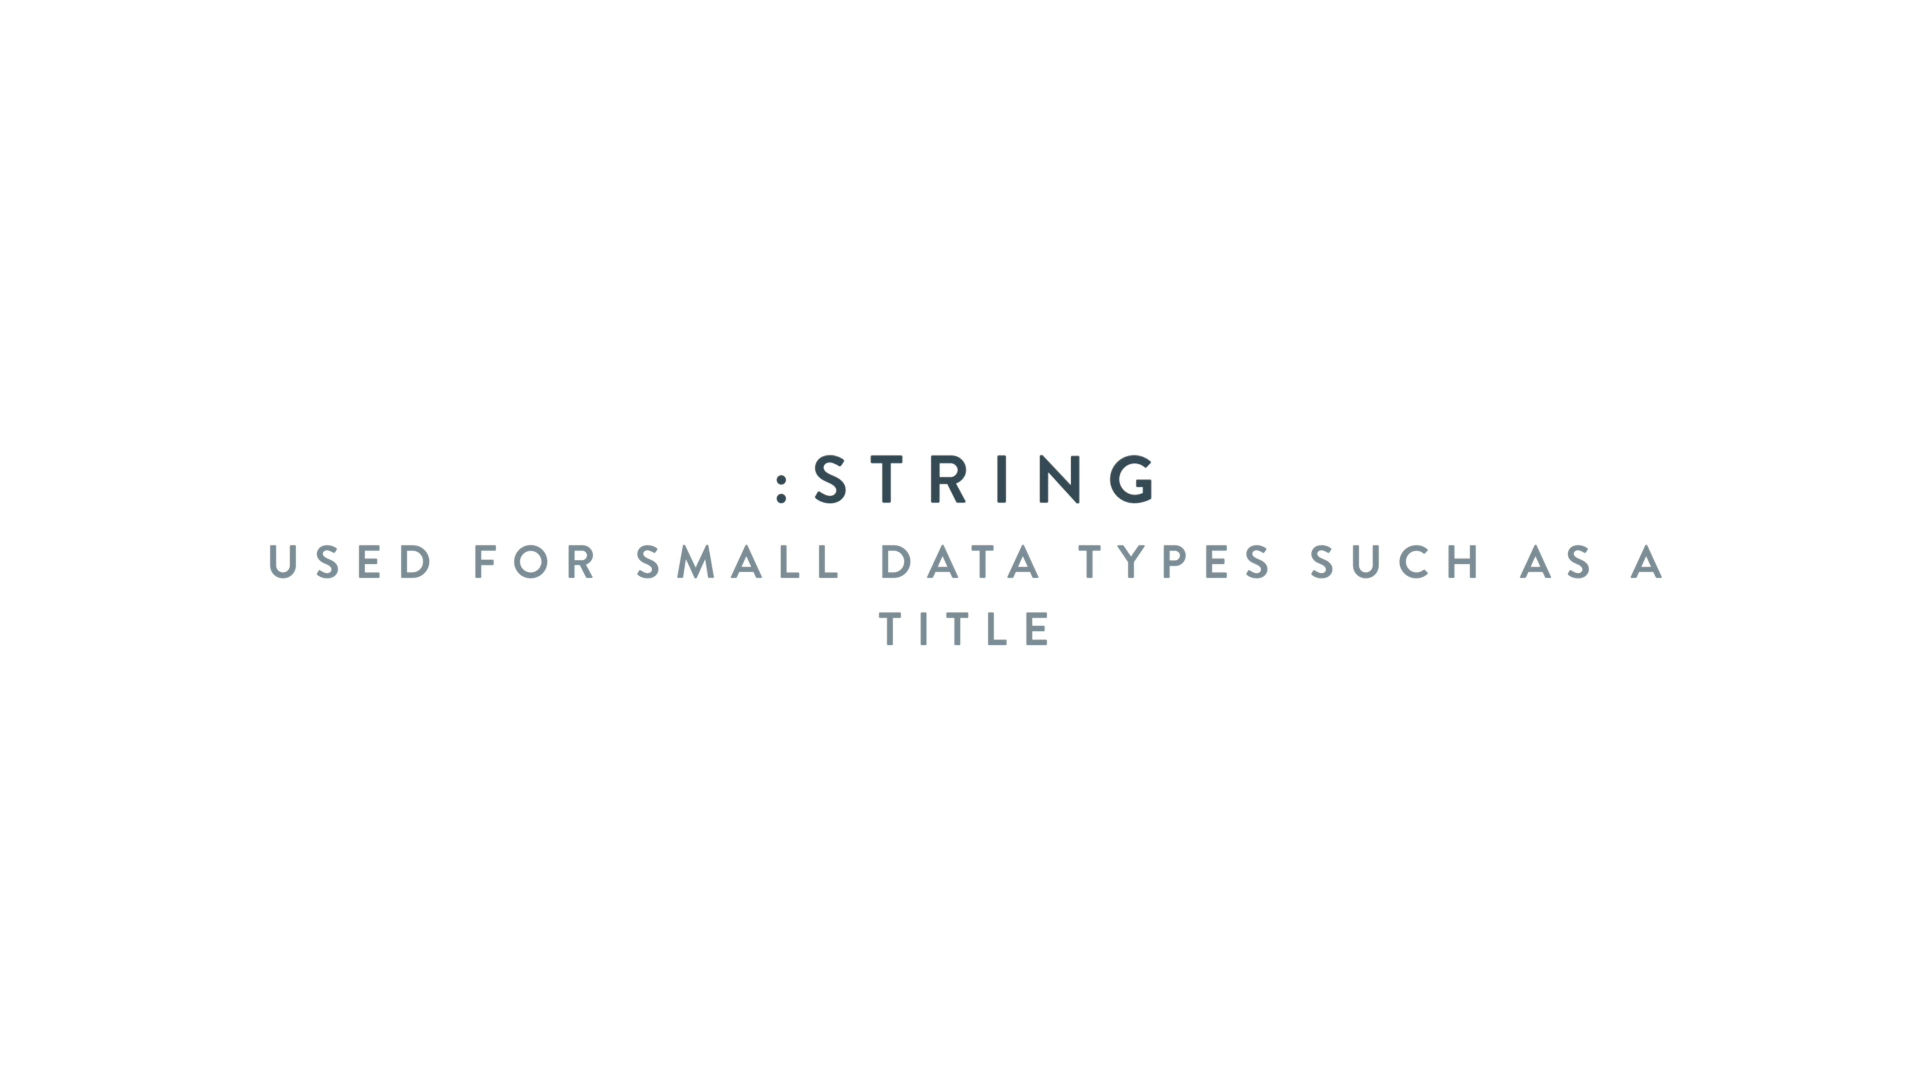 :STRING
USED FOR SMALL DATA TYPES SUCH AS A
TITLE